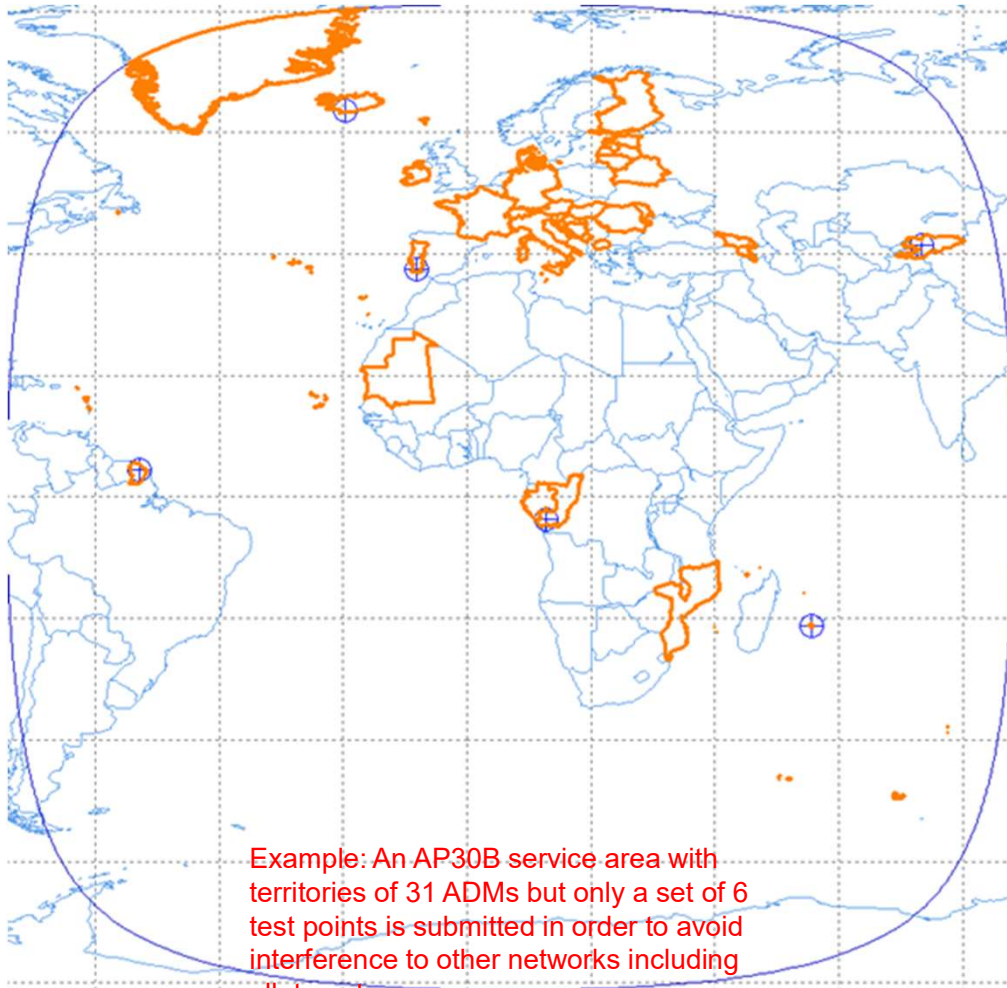 Example: An AP30B service area with
territories of 31 ADMs but only a set of 6
test points is submitted in order to avoid
interference to other networks including